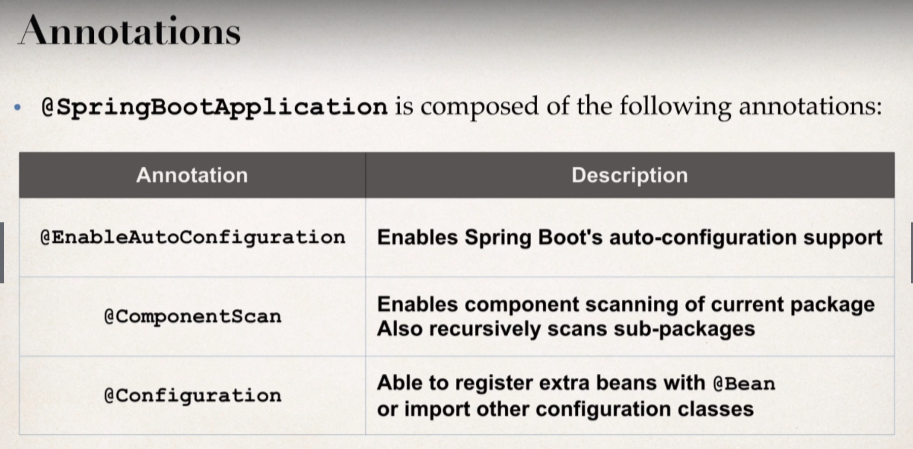 Annotations
• @SpringBootApplication is composed of the following annotations:
Annotation Description
@EnableAutoConfiguration Enables Spring Boot's auto-configuration support
@ComponentScan Enables component scanning of current package
Also recursively scans sub-packages
@Configuration Able to register extra beans with @Bean
or import other configuration classes